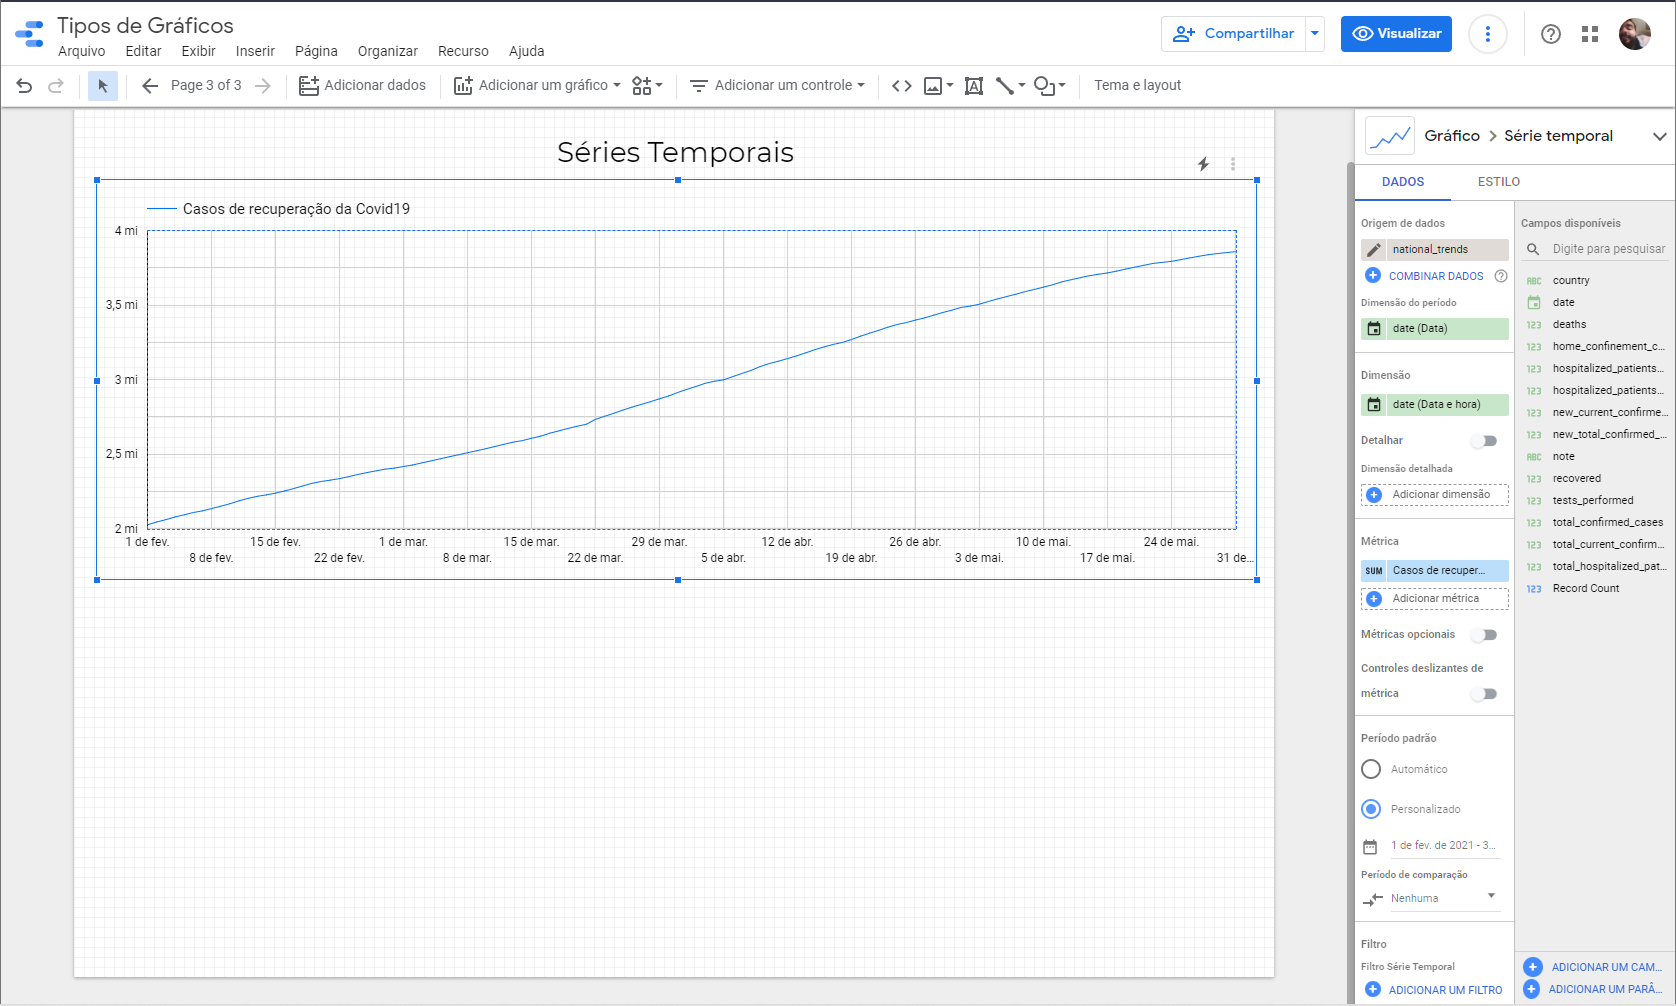 Tipos de Gráficos
Arquivo Editar Exibir Inserir Página Organizar Recurso Ajuda
Compartilhar
Visualizar
Page 3 of 3
Adicionar dados
Adicionar um gráfico
Adicionar um controle
Tema e layout
Séries Temporais
Casos de recuperação da Covid19
4 mi
3,5 mi
3 mi
2,5 mi
2 mi
1 de fev. 15 de fev. 1 de mar. 15 de mar. 29 de mar. 12 de abr. 26 de abr. 10 de mai. 24 de mai.
8 de fev. 22 de fev. 8 de mar. 22 de mar. 5 de abr. 19 de abr. 3 de mai. 17 de mai. 31 de...
Gráfico > Série temporal
DADOS ESTILO
Origem de dados
national_trends
COMBINAR DADOS
Dimensão do período
date (Data)
Dimensão
date (Data e hora)
Detalhar
Dimensão detalhada
Adicionar dimensão
Métrica
SUM Casos de recuper...
Adicionar métrica
Métricas opcionais
Controles deslizantes de
métrica
Período padrão
Automático
Personalizado
1 de fev. de 2021 - 3...
Período de comparação
Nenhuma
Filtro
Filtro Série Temporal
ADICIONAR UM FILTRO
Campos disponíveis
Digite para pesquisar
ABC country
date
123 deaths
123 home_confinement_c...
123 hospitalized_patients...
123 hospitalized_patients...
123 new_current_confirme...
123 new_total_confirmed_...
ABC note
123 recovered
123 tests_performed
123 total_confirmed_cases
123 total_current_confirm...
123 total_hospitalized_pat...
123 Record Count
ADICIONAR UM CAM...
ADICIONAR UM PARÂ...